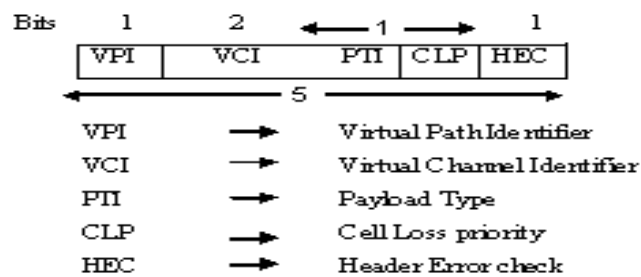 Bits 1 2 1 1
VPI VCI PTI CLP HEC
5
VPI Virtual Path Identifier
VCI Virtual Channel Identifier
PTI Payload Type
CLP Cell Loss priority
HEC Header Error check